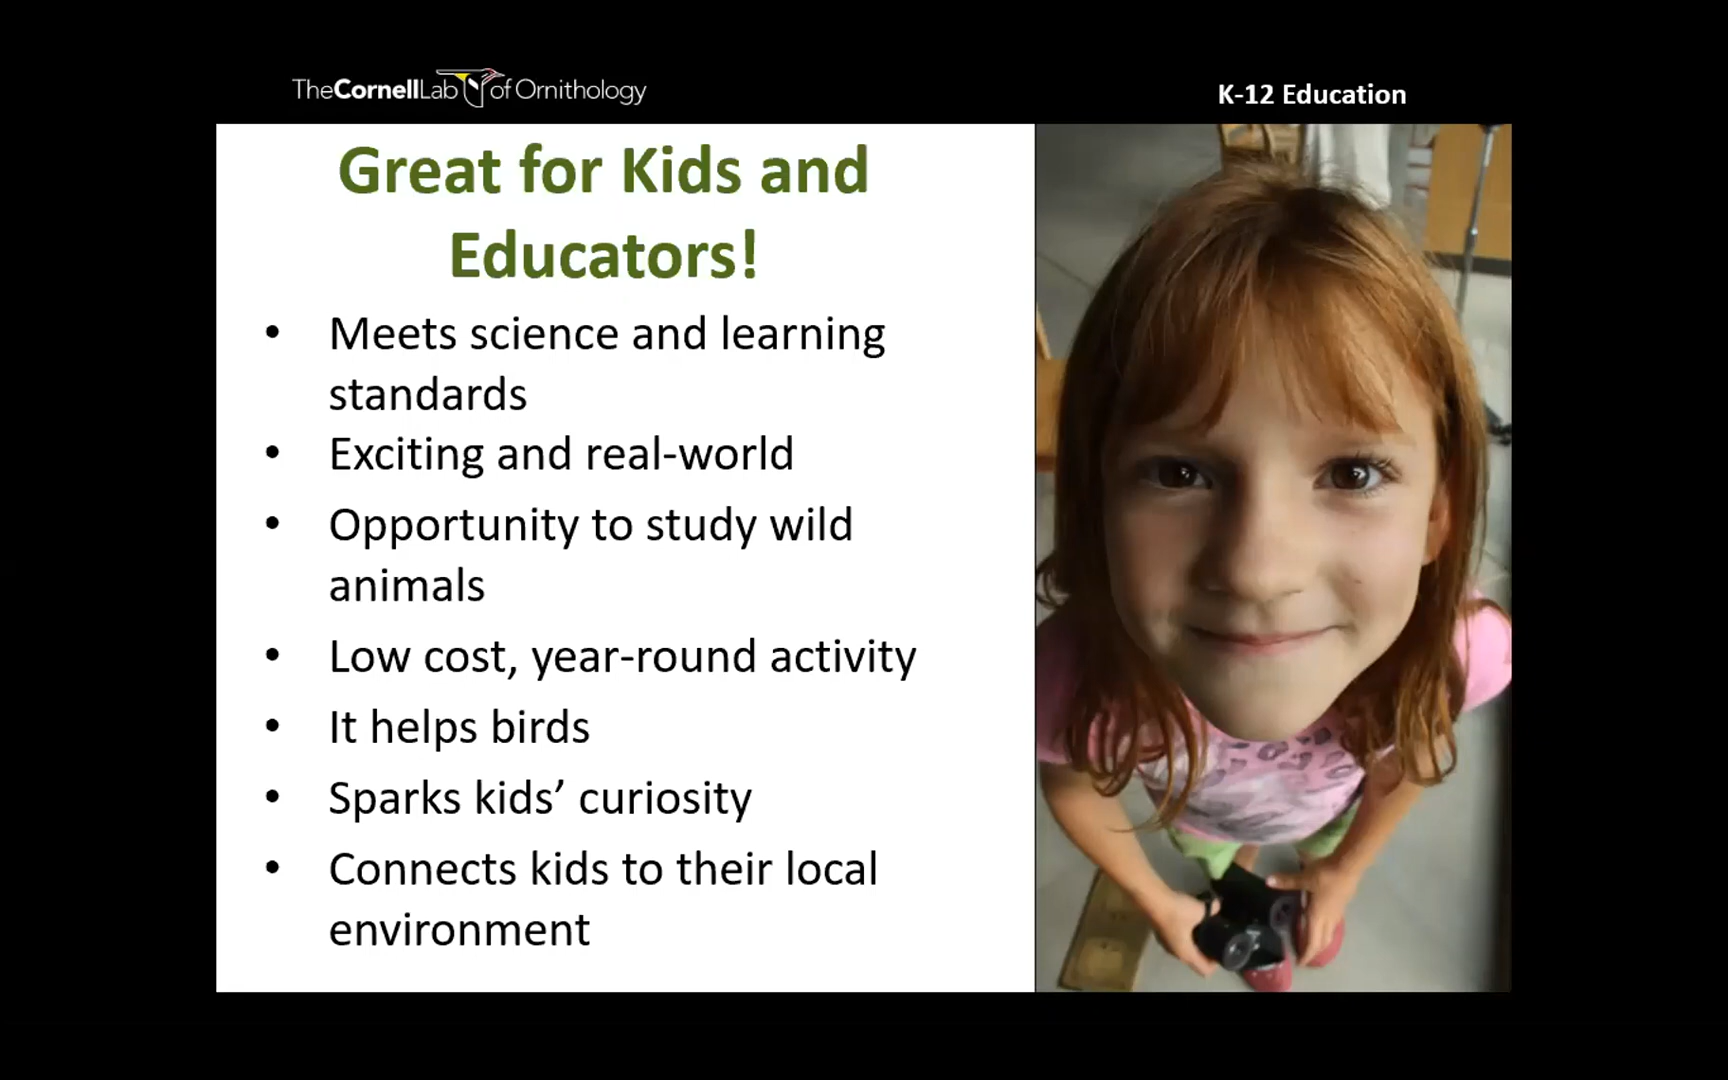 TheCornellLab of Ornithology
K-12 Education
Great for Kids and
Educators!
• Meets science and learning
standards
• Exciting and real-world
• Opportunity to study wild
animals
• Low cost, year-round activity
• It helps birds
• Sparks kids’ curiosity
• Connects kids to their local
environment